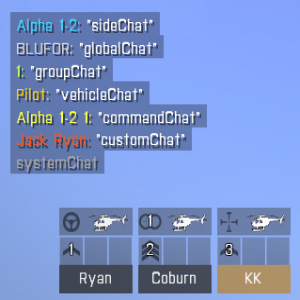 Alpha 1-2: "sideChat"
BLUFOR: "globalChat"
1: "groupChat"
Pilot: "vehicleChat"
Alpha 1-2 1: "commandChat"
Jack Ryan: "customChat"
systemChat
1
1 2 3
Ryan Coburn KK